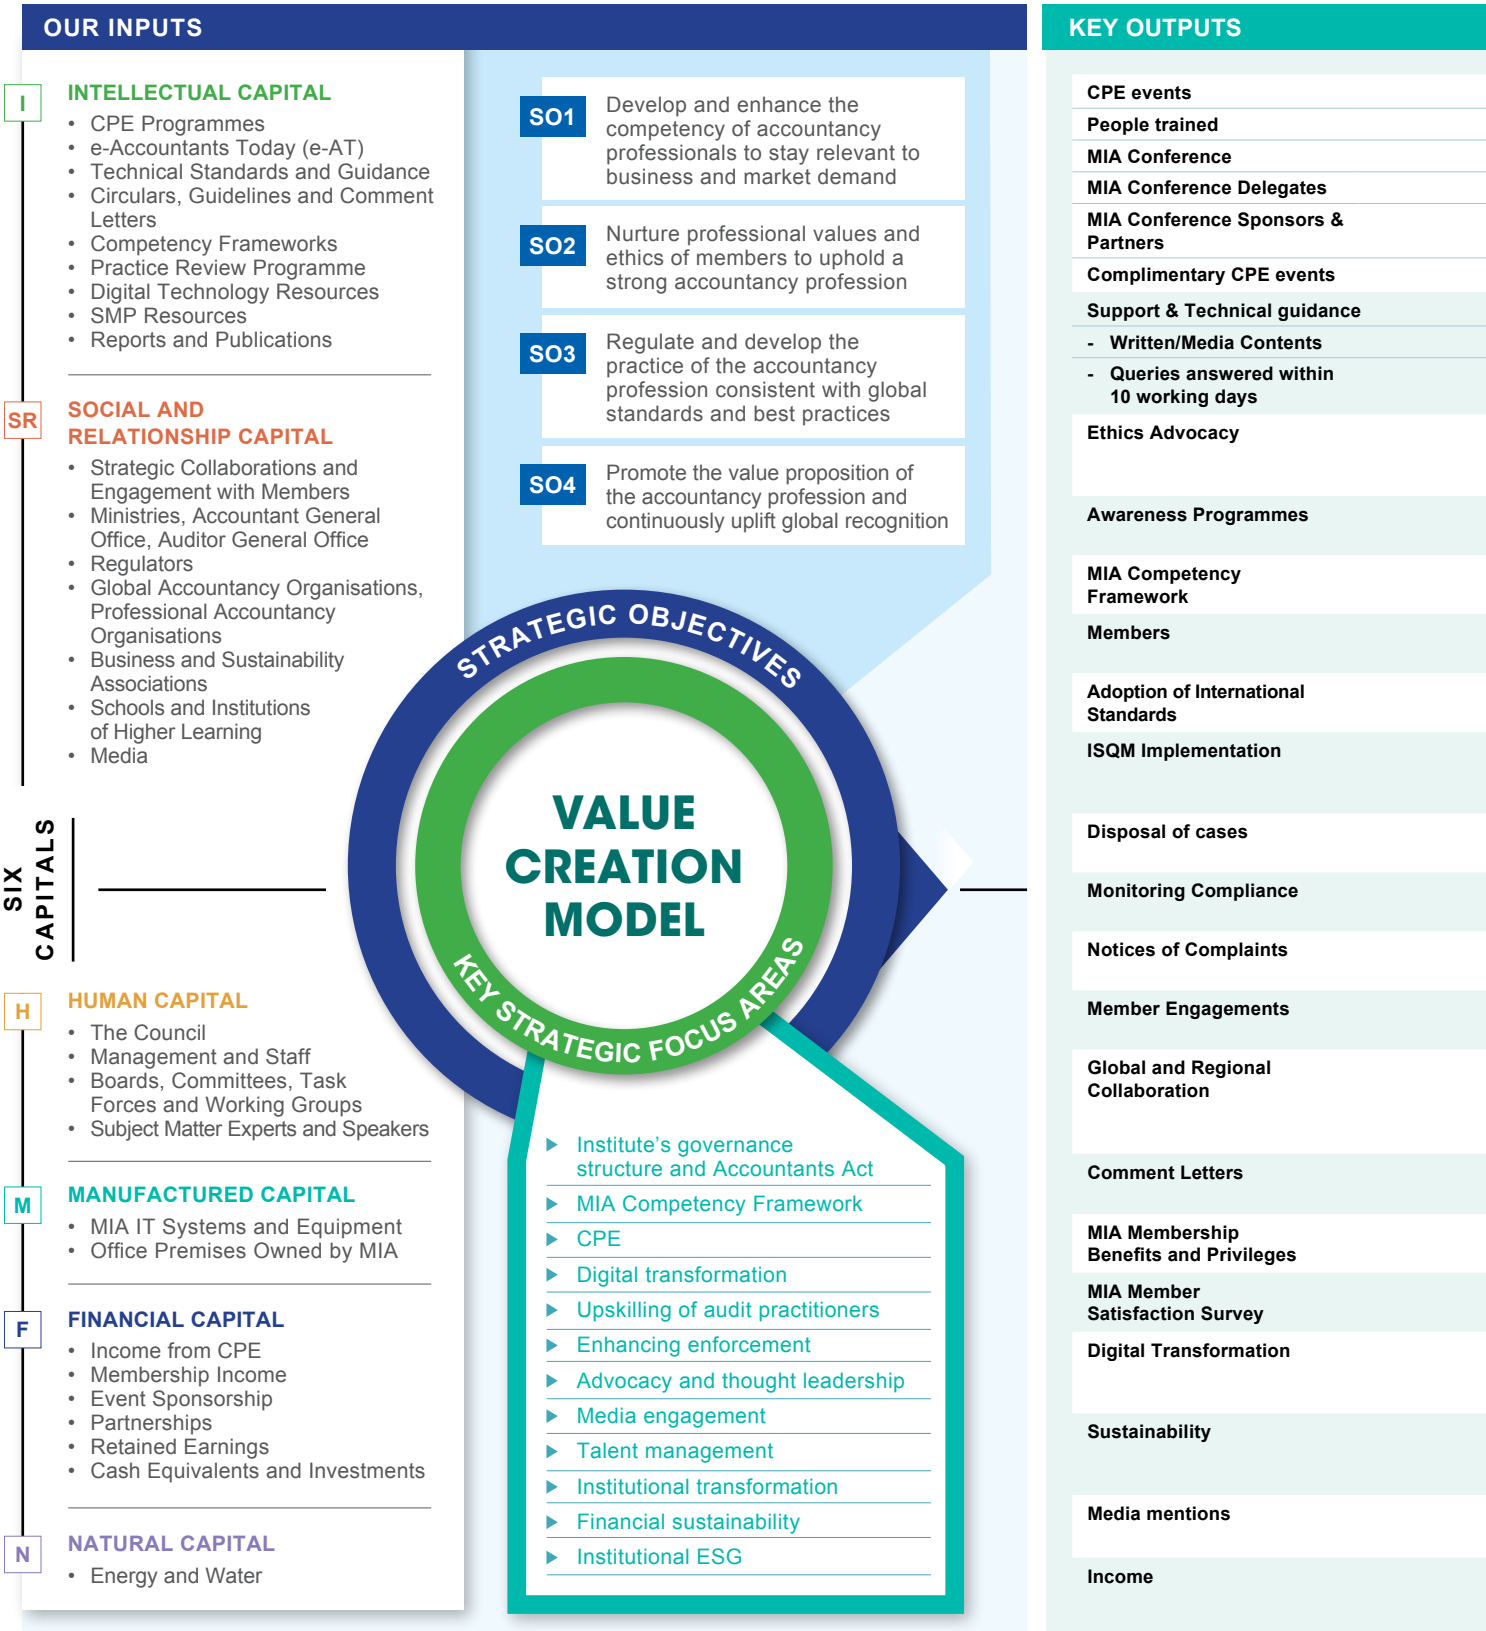 OUR INPUTS
I
INTELLECTUAL CAPITAL
• CPE Programmes
• e-Accountants Today (e-AT)
• Technical Standards and Guidance
• Circulars, Guidelines and Comment
Letters
• Competency Frameworks
• Practice Review Programme
• Digital Technology Resources
• SMP Resources
• Reports and Publications
SR
SOCIAL AND
RELATIONSHIP CAPITAL
• Strategic Collaborations and
Engagement with Members
• Ministries, Accountant General
Office, Auditor General Office
• Regulators
• Global Accountancy Organisations,
Professional Accountancy
Organisations
• Business and Sustainability
Associations
• Schools and Institutions
of Higher Learning
• Media
SIX
CAPITALS
H
HUMAN CAPITAL
• The Council
• Management and Staff
• Boards, Committees, Task
Forces and Working Groups
• Subject Matter Experts and Speakers
M
MANUFACTURED CAPITAL
• MIA IT Systems and Equipment
• Office Premises Owned by MIA
F
FINANCIAL CAPITAL
• Income from CPE
• Membership Income
• Event Sponsorship
• Partnerships
• Retained Earnings
• Cash Equivalents and Investments
N
NATURAL CAPITAL
• Energy and Water
SO1
Develop and enhance the
competency of accountancy
professionals to stay relevant to
business and market demand
SO2
Nurture professional values and
ethics of members to uphold a
strong accountancy profession
SO3
Regulate and develop the
practice of the accountancy
profession consistent with global
standards and best practices
SO4
Promote the value proposition of
the accountancy profession and
continuously uplift global recognition
STRATEGIC OBJECTIVES
VALUE
CREATION
MODEL
KEY STRATEGIC FOCUS AREAS
Institute’s governance
structure and Accountants Act
MIA Competency Framework
CPE
Digital transformation
Upskilling of audit practitioners
Enhancing enforcement
Advocacy and thought leadership
Media engagement
Talent management
Institutional transformation
Financial sustainability
Institutional ESG
KEY OUTPUTS
CPE events
People trained
MIA Conference
MIA Conference Delegates
MIA Conference Sponsors &
Partners
Complimentary CPE events
Support & Technical guidance
- Written/Media Contents
- Queries answered within
10 working days
Ethics Advocacy
Awareness Programmes
MIA Competency
Framework
Members
Adoption of International
Standards
ISQM Implementation
Disposal of cases
Monitoring Compliance
Notices of Complaints
Member Engagements
Global and Regional
Collaboration
Comment Letters
MIA Membership
Benefits and Privileges
MIA Member
Satisfaction Survey
Digital Transformation
Sustainability
Media mentions
Income